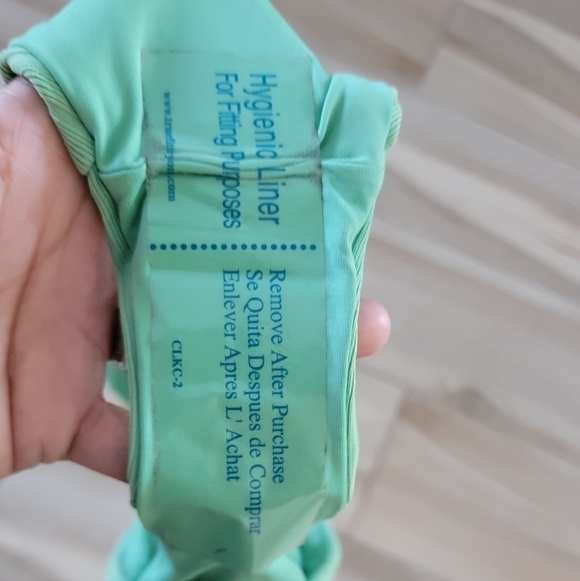 Hygienic Liner
For Fitting Purposes
Remove After Purchase
Se Quita Despues de Comprar
Enlever Apres L' Achat
CLKC-2